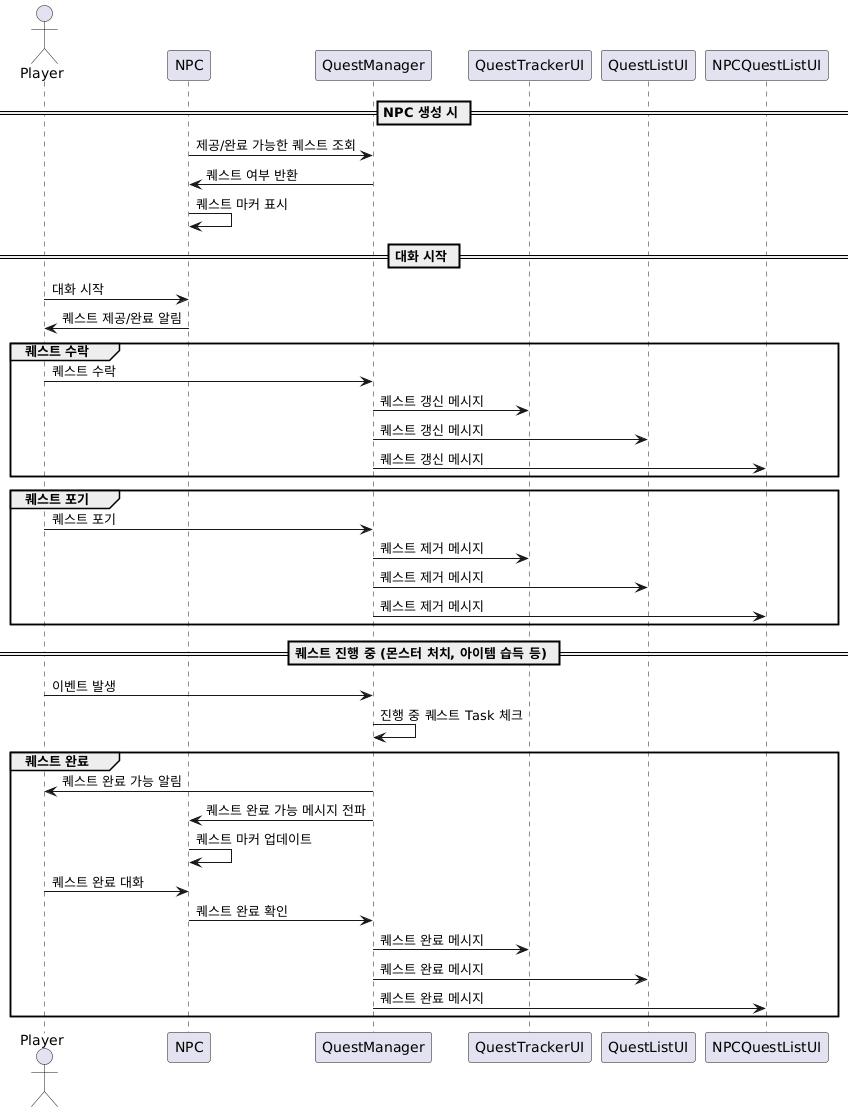 Player
NPC
QuestManager
QuestTrackerUI
QuestListUI
NPCQuestListUI
NPC 생성 시
제공/완료 가능한 퀘스트 조회
퀘스트 여부 반환
퀘스트 마커 표시
대화 시작
대화 시작
퀘스트 제공/완료 알림
퀘스트 수락
퀘스트 수락
퀘스트 갱신 메시지
퀘스트 갱신 메시지
퀘스트 갱신 메시지
퀘스트 포기
퀘스트 포기
퀘스트 제거 메시지
퀘스트 제거 메시지
퀘스트 제거 메시지
퀘스트 진행 중 (몬스터 처치, 아이템 습득 등)
이벤트 발생
진행 중 퀘스트 Task 체크
퀘스트 완료
퀘스트 완료 가능 알림
퀘스트 완료 가능 메시지 전파
퀘스트 마커 업데이트
퀘스트 완료 대화
퀘스트 완료 확인
퀘스트 완료 메시지
퀘스트 완료 메시지
퀘스트 완료 메시지
Player
NPC
QuestManager
QuestTrackerUI
QuestListUI
NPCQuestListUI